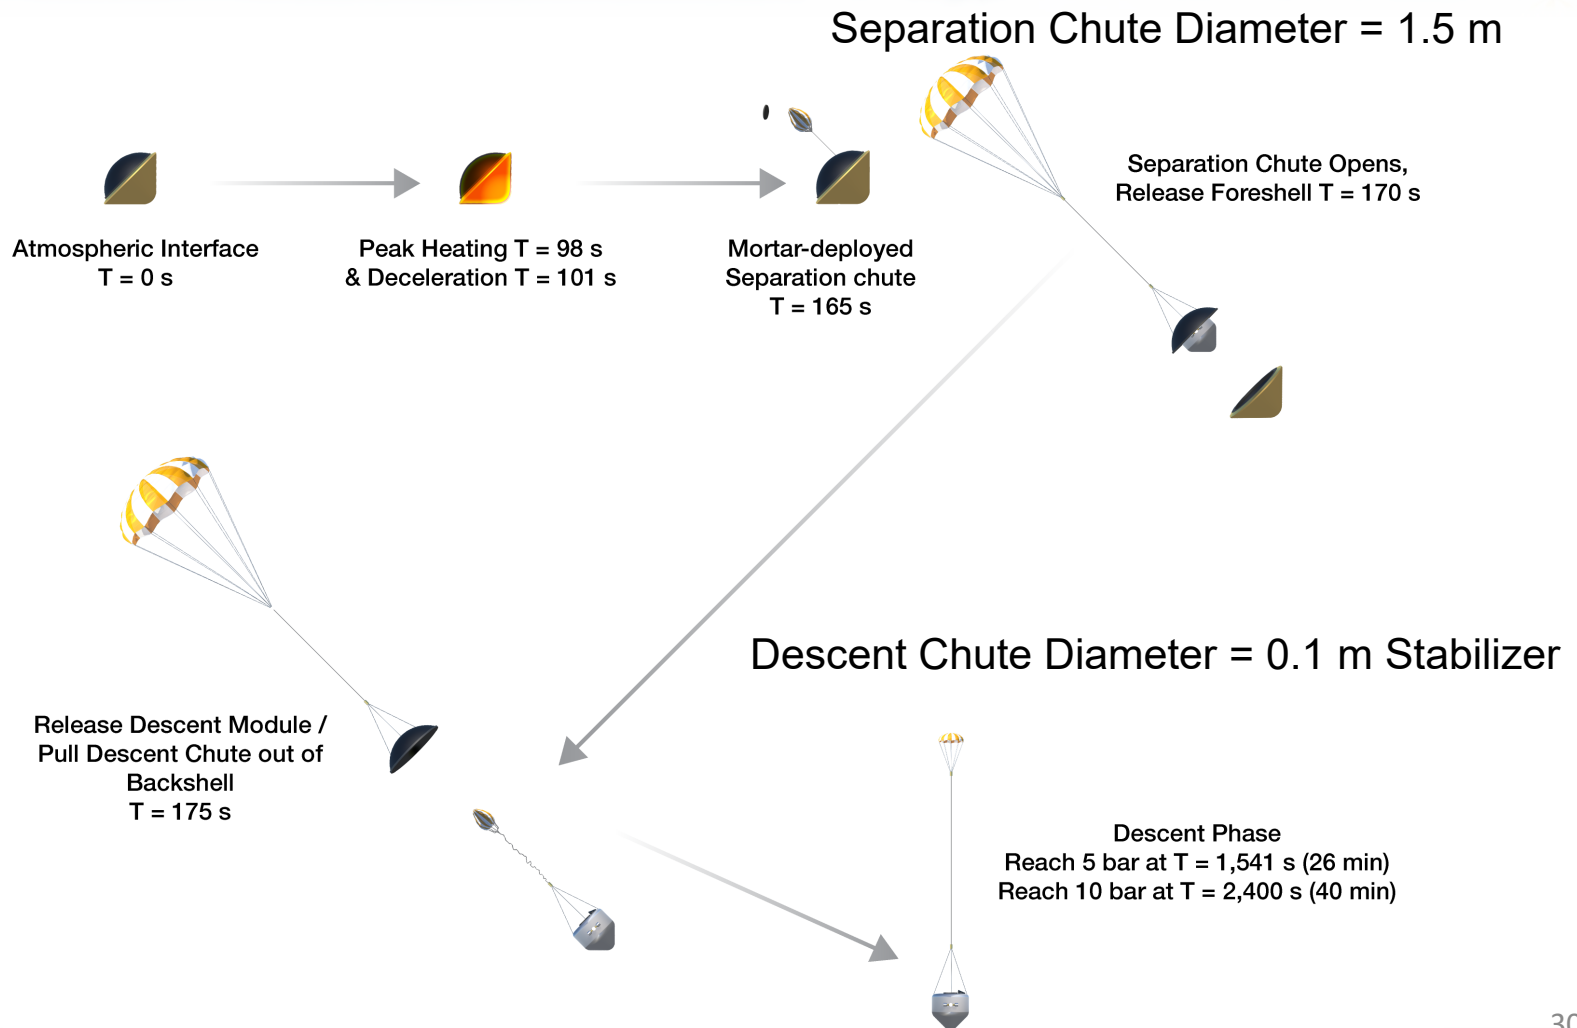 Separation Chute Diameter = 1.5 m
Atmospheric Interface
T = 0 s
Peak Heating T = 98 s
& Deceleration T = 101 s
Mortar-deployed
Separation chute
T = 165 s
Separation Chute Opens,
Release Foreshell T = 170 s
Release Descent Module /
Pull Descent Chute out of
Backshell
T = 175 s
Descent Chute Diameter = 0.1 m Stabilizer
Descent Phase
Reach 5 bar at T = 1,541 s (26 min)
Reach 10 bar at T = 2,400 s (40 min)
30